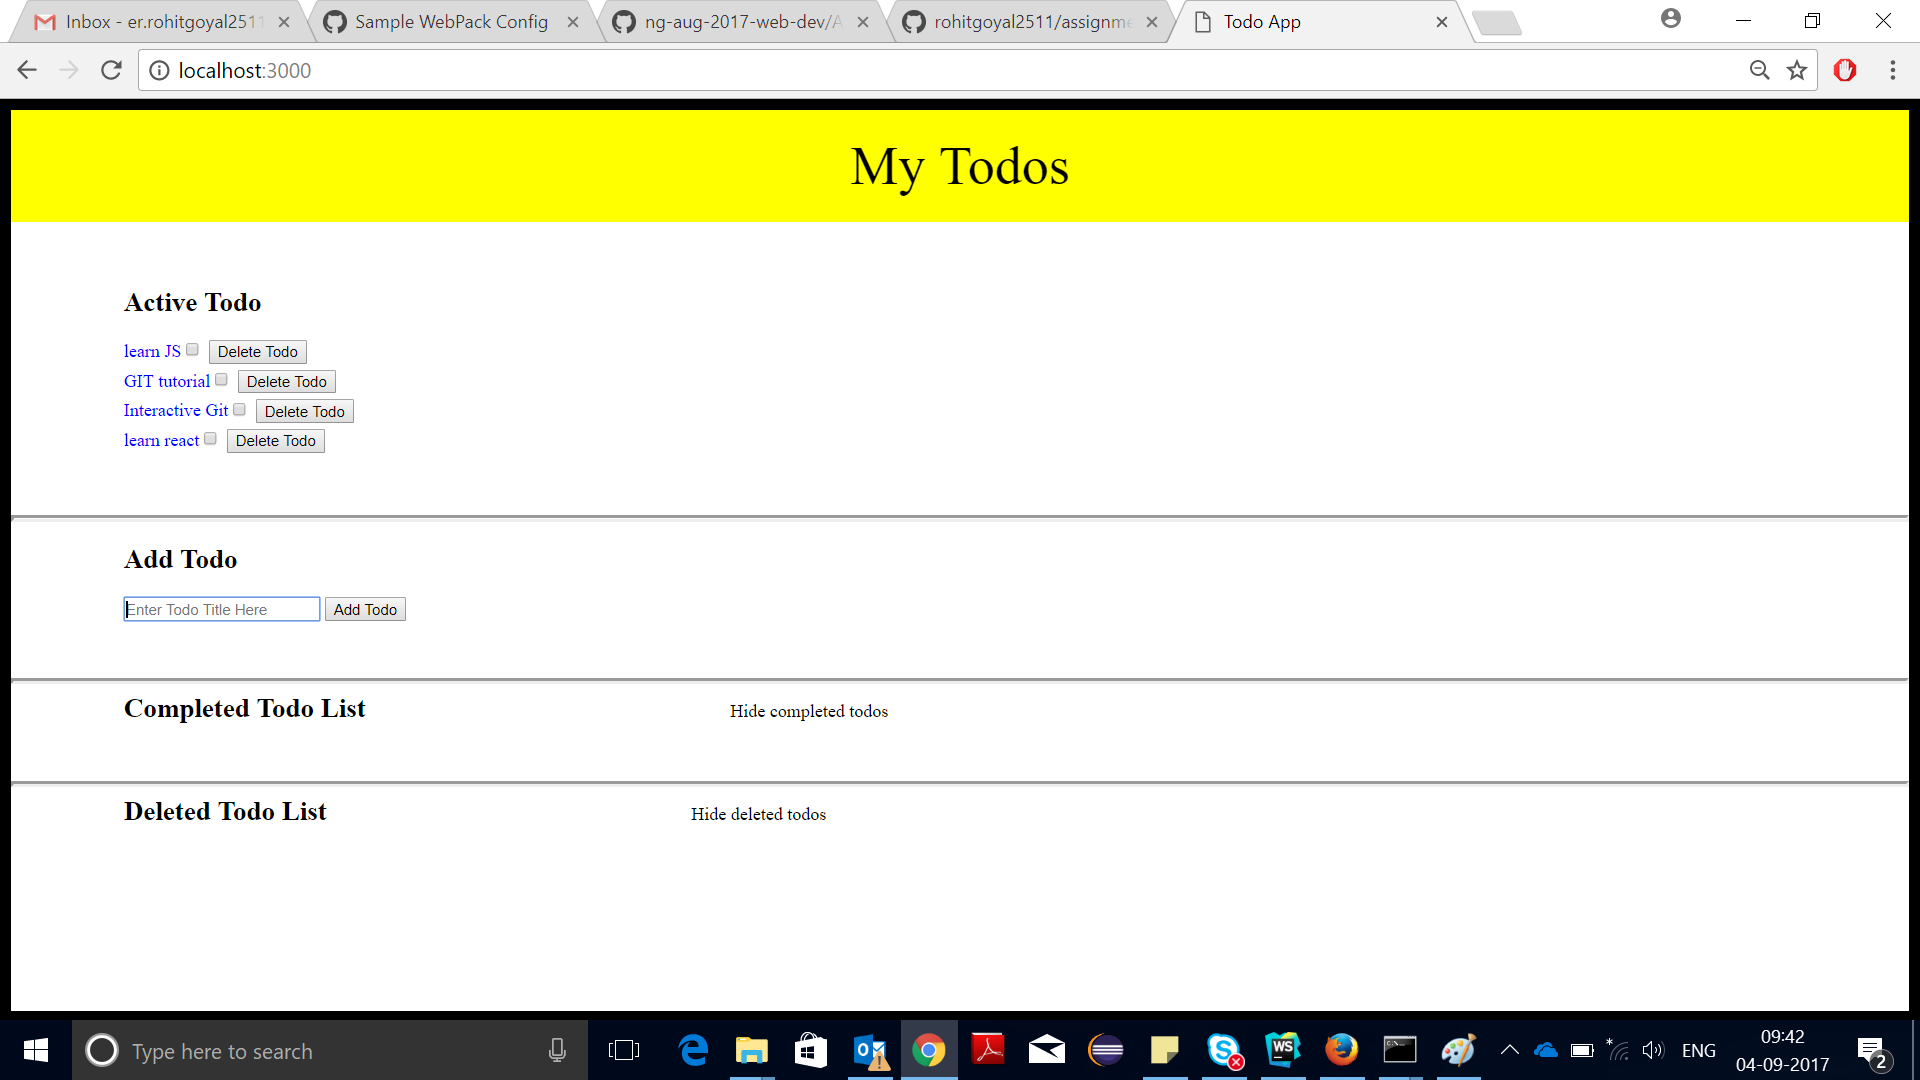 Inbox - er.rohitgoyal2511
Sample WebPack Config
ng-aug-2017-web-dev/A
rohitgoyal2511/assignme
Todo App
localhost:3000
My Todos
Active Todo
learn JS Delete Todo
GIT tutorial Delete Todo
Interactive Git Delete Todo
learn react Delete Todo
Add Todo
Enter Todo Title Here Add Todo
Completed Todo List Hide completed todos
Deleted Todo List Hide deleted todos
Type here to search
ENG
09:42
04-09-2017
2